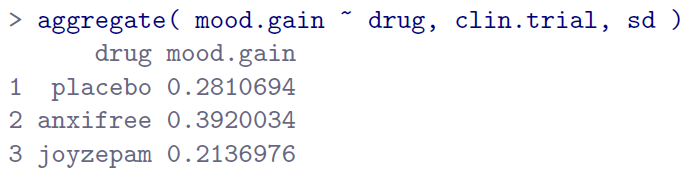 > aggregate( mood.gain ~ drug, clin.trial, sd )
drug mood.gain
1 placebo 0.2810694
2 anxifree 0.3920034
3 joyzepam 0.2136976